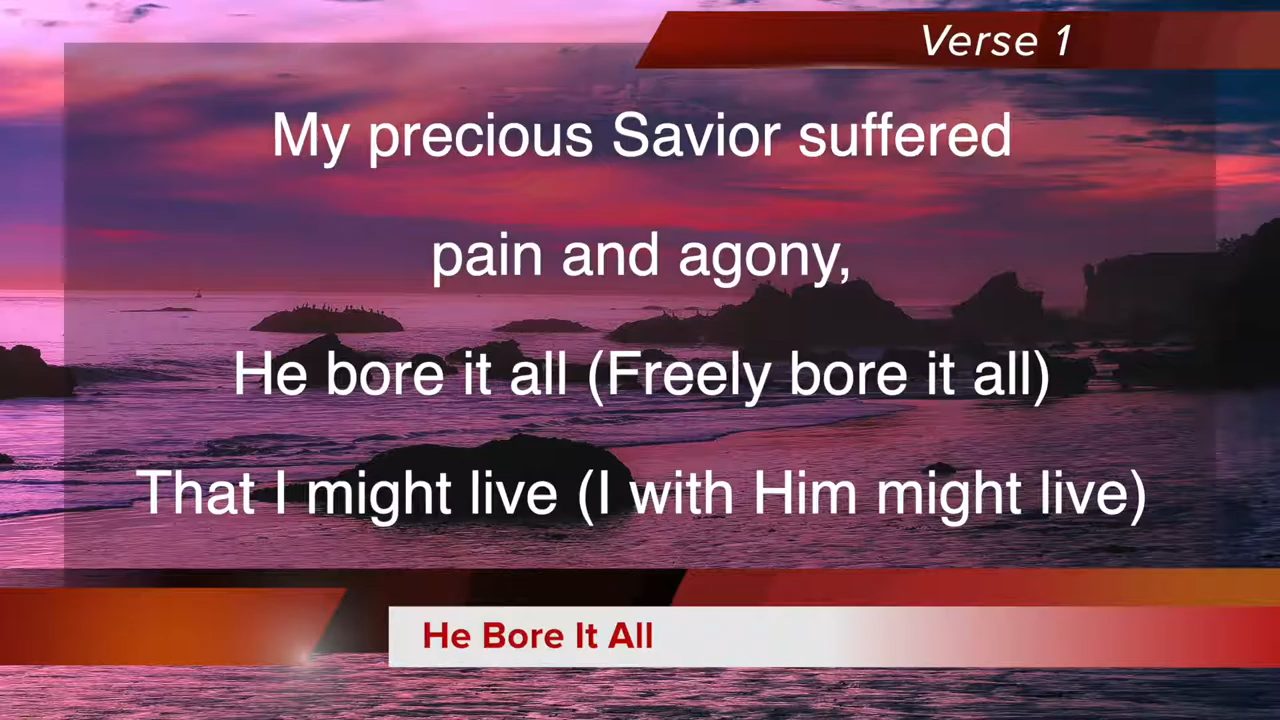 Verse 1
My precious Savior suffered
pain and agony,
He bore it all (Freely bore it all)
That I might live (I with Him might live)
He Bore It All